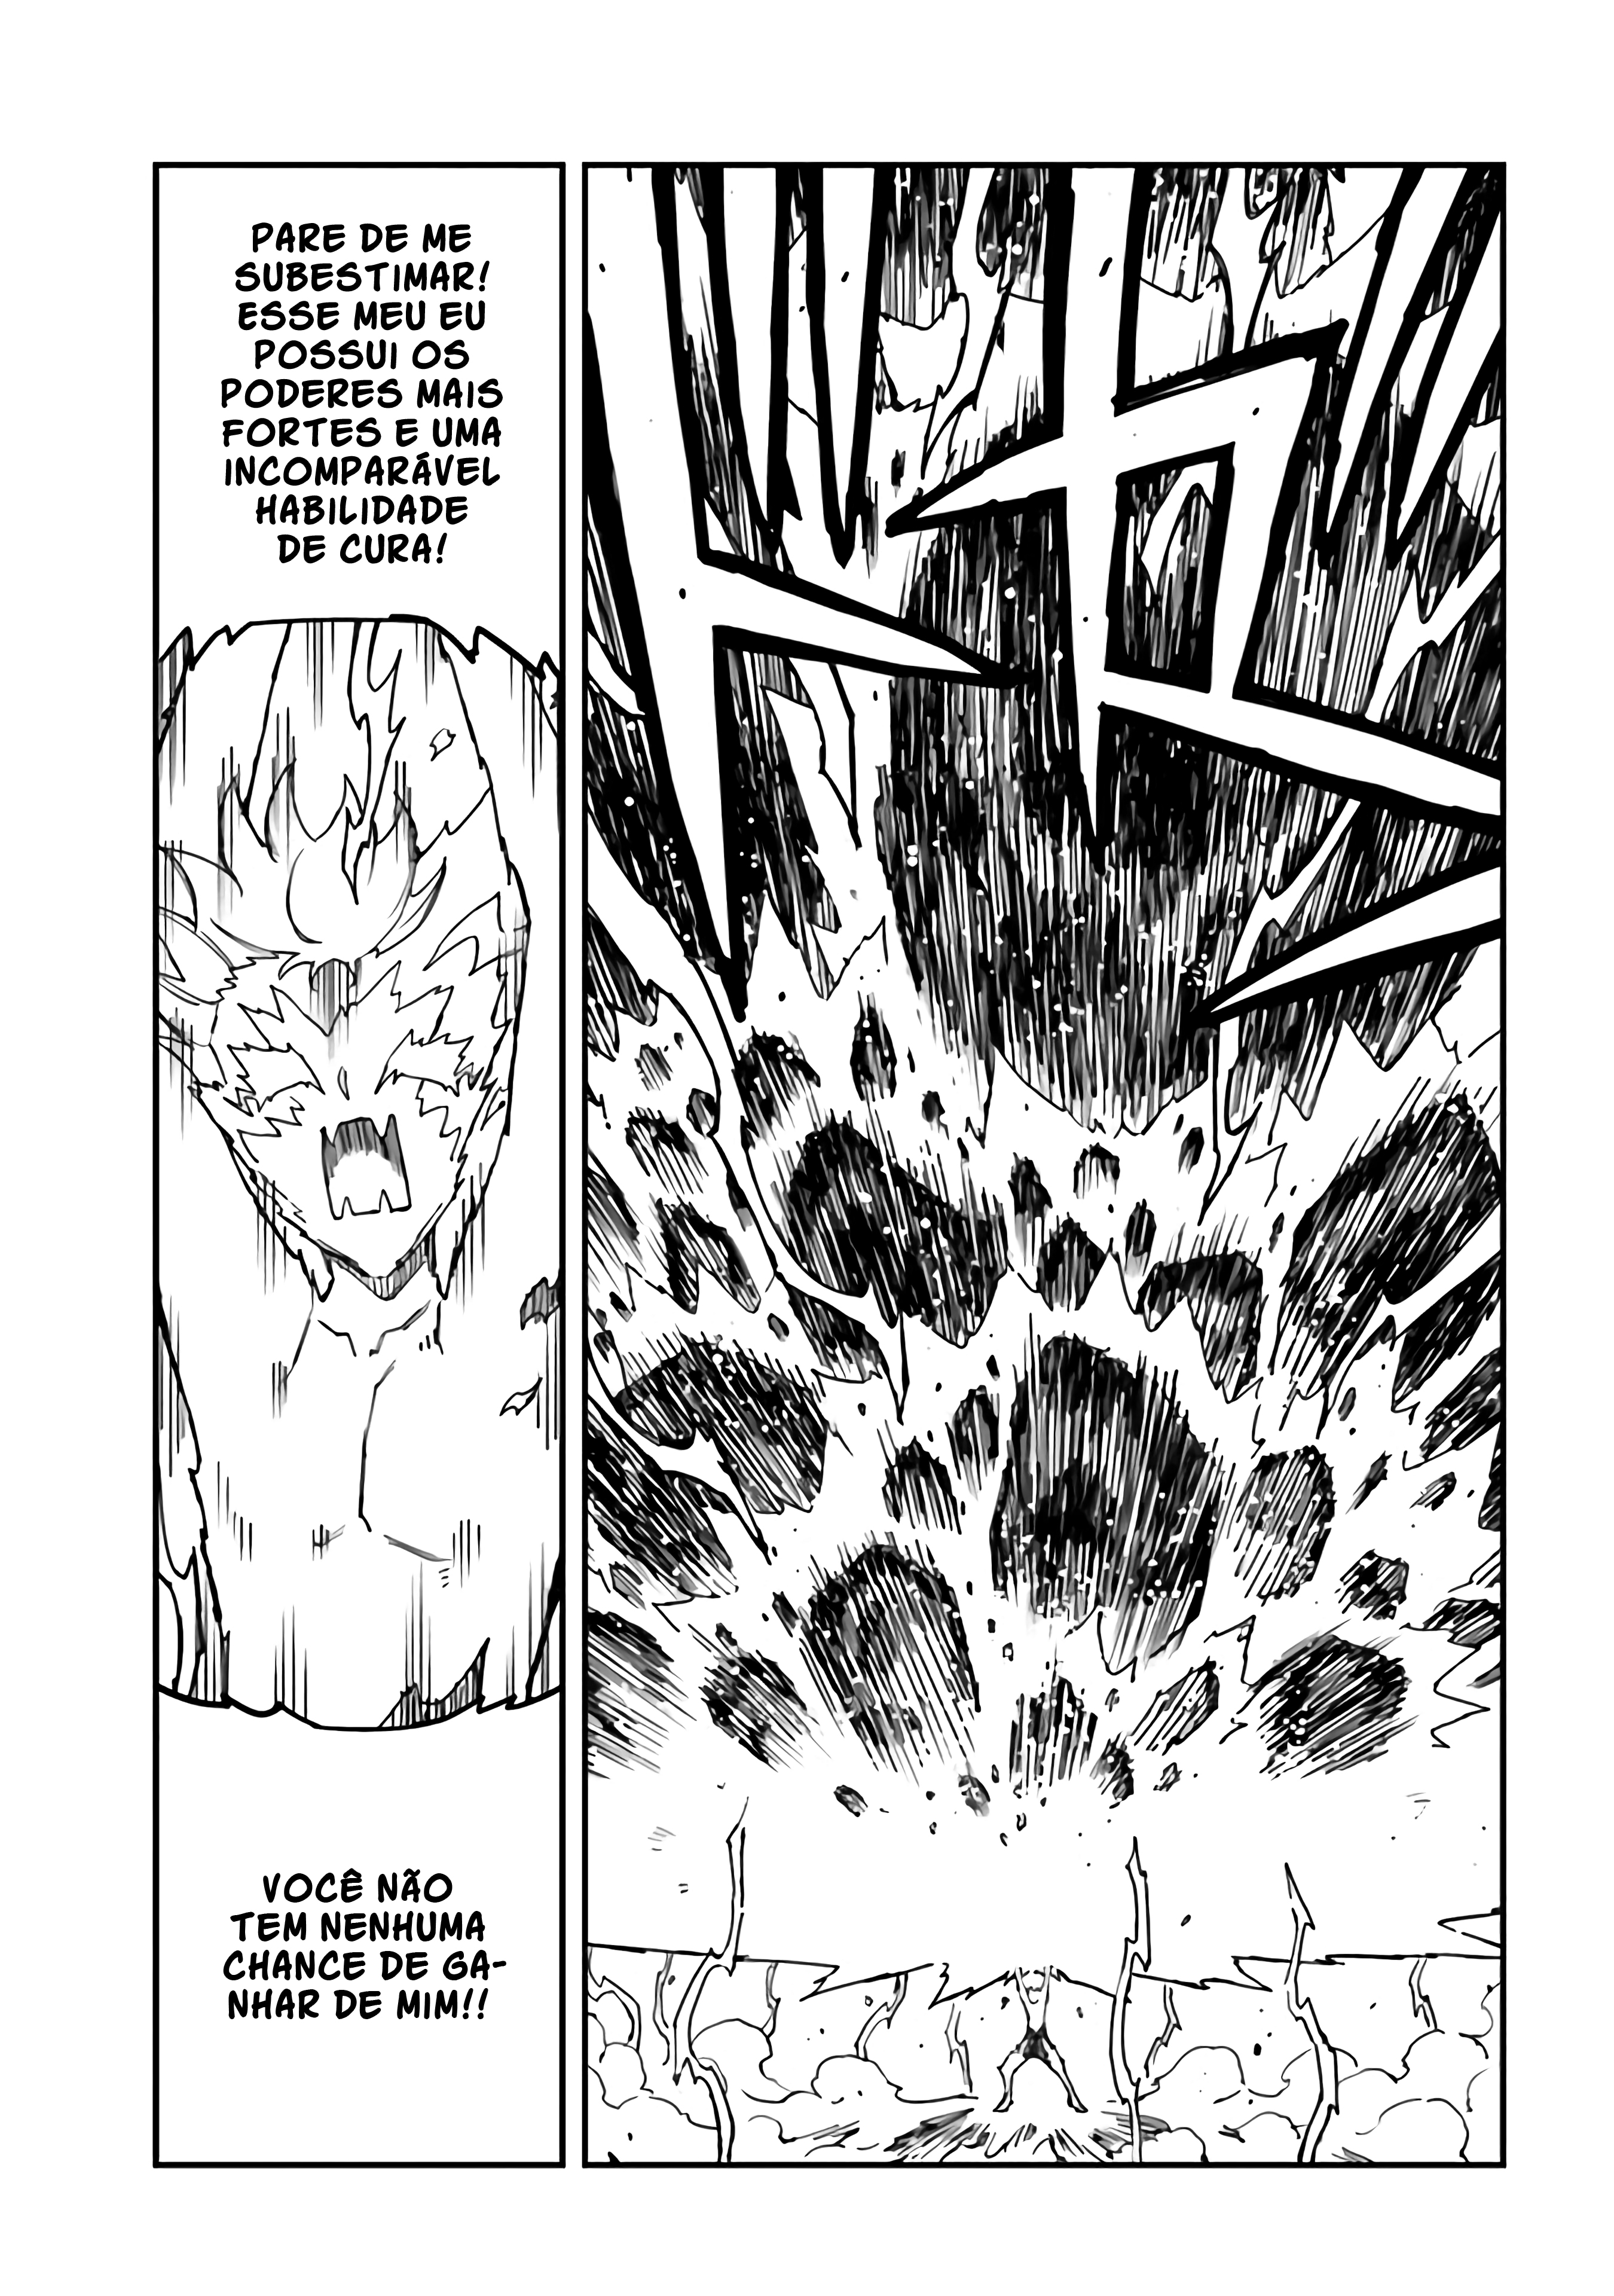 PARE DE ME
SUBESTIMAR!
ESSE MEU EU
POSSUI OS
PODERES MAIS
FORTES E UMA
INCOMPARÁVEL
HABILIDADE
DE CURA!
VOCÊ NÃO
TEM NENHUMA
CHANCE DE GA-
NHAR DE MIM!!